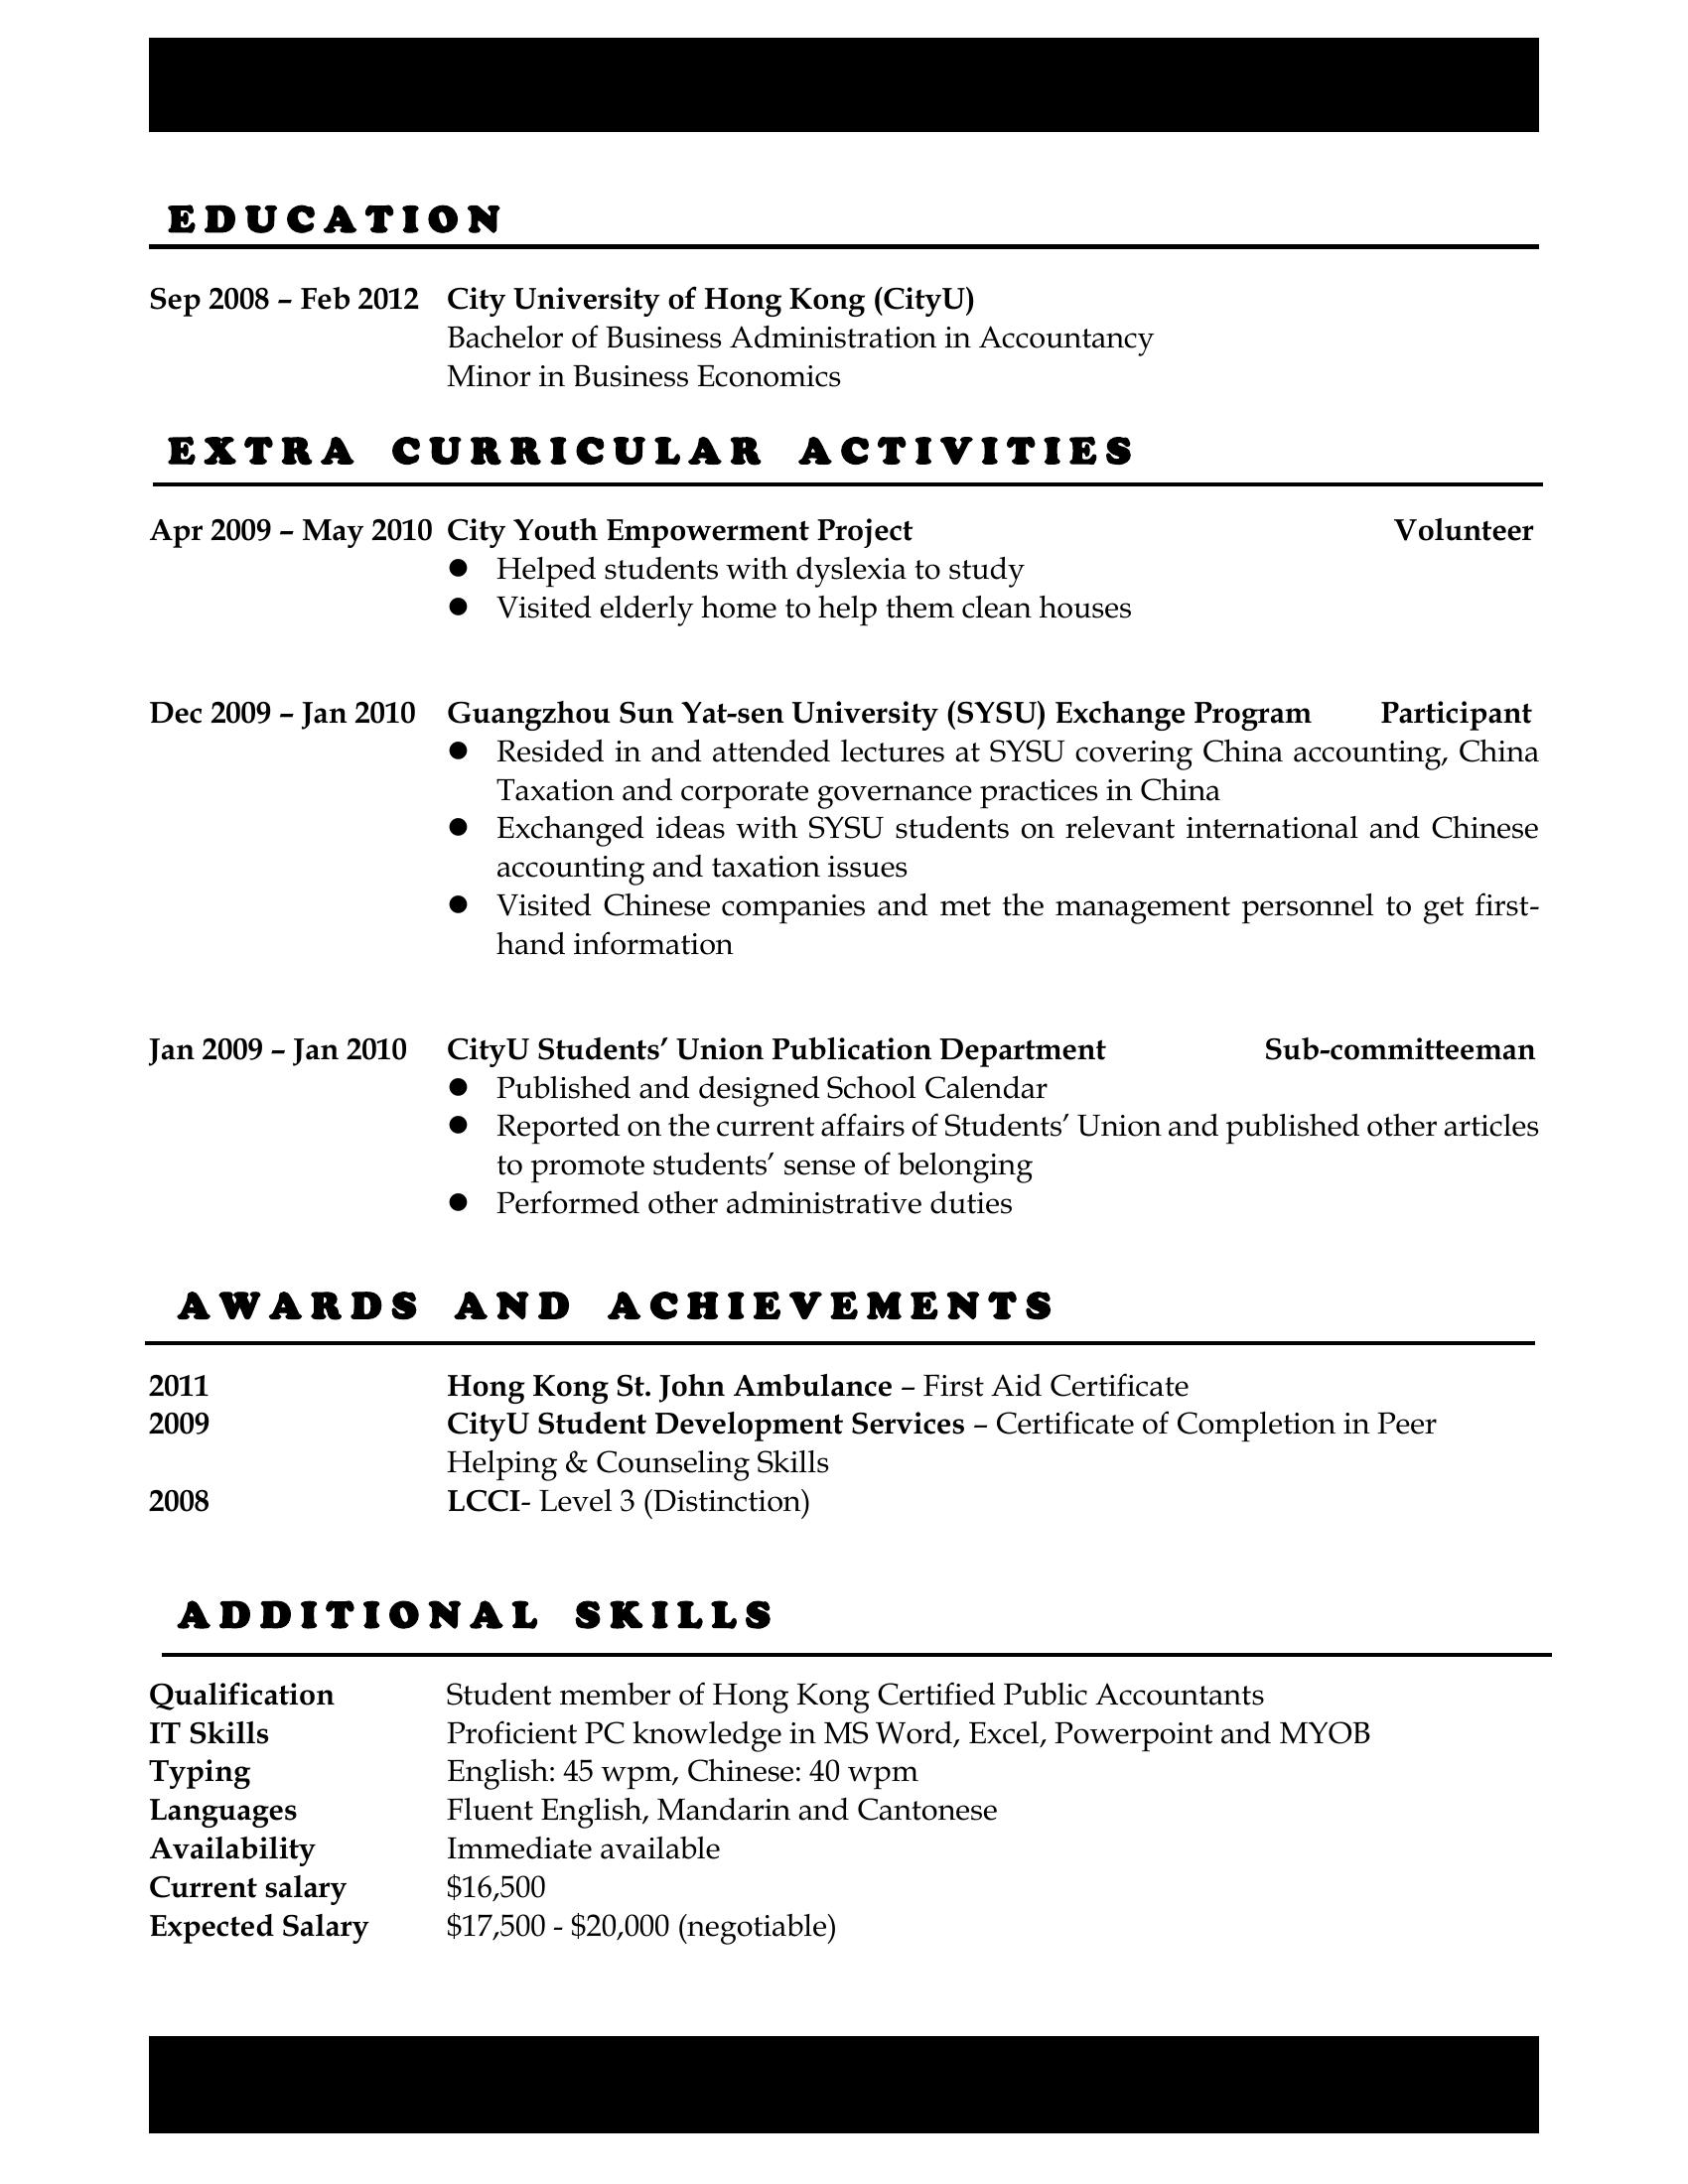 EDUCATION
Sep 2008 – Feb 2012 City University of Hong Kong (CityU)
Bachelor of Business Administration in Accountancy
Minor in Business Economics
EXTRA CURRICULAR ACTIVITIES
Apr 2009 – May 2010 City Youth Empowerment Project Volunteer
● Helped students with dyslexia to study
● Visited elderly home to help them clean houses
Dec 2009 – Jan 2010 Guangzhou Sun Yat-sen University (SYSU) Exchange Program Participant
● Resided in and attended lectures at SYSU covering China accounting, China
Taxation and corporate governance practices in China
● Exchanged ideas with SYSU students on relevant international and Chinese
accounting and taxation issues
● Visited Chinese companies and met the management personnel to get first-
hand information
Jan 2009 – Jan 2010 CityU Students’ Union Publication Department Sub-committeeman
● Published and designed School Calendar
● Reported on the current affairs of Students’ Union and published other articles
to promote students’ sense of belonging
● Performed other administrative duties
AWARDS AND ACHIEVEMENTS
2011 Hong Kong St. John Ambulance – First Aid Certificate
2009 CityU Student Development Services – Certificate of Completion in Peer
Helping & Counseling Skills
2008 LCCI- Level 3 (Distinction)
ADDITIONAL SKILLS
Qualification Student member of Hong Kong Certified Public Accountants
IT Skills Proficient PC knowledge in MS Word, Excel, Powerpoint and MYOB
Typing English: 45 wpm, Chinese: 40 wpm
Languages Fluent English, Mandarin and Cantonese
Availability Immediate available
Current salary $16,500
Expected Salary $17,500 - $20,000 (negotiable)